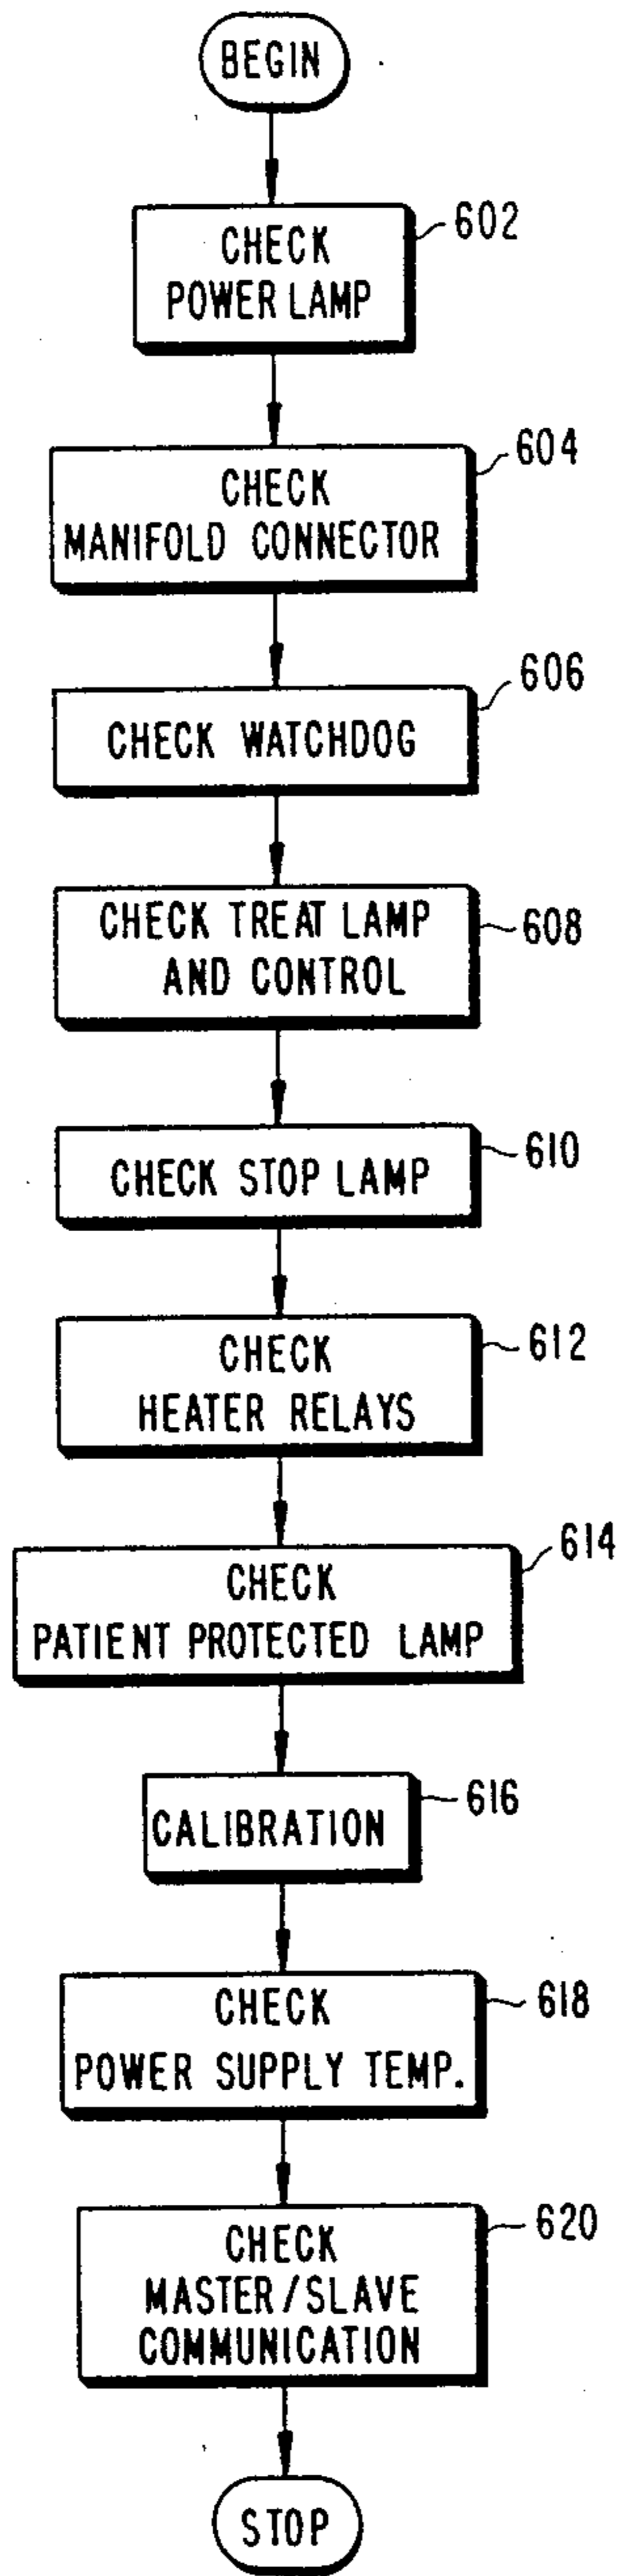 BEGIN
602
CHECK
POWER LAMP
604
CHECK
MANIFOLD CONNECTOR
606
CHECK WATCHDOG
CHECK TREAT LAMP
AND CONTROL
608
CHECK STOP LAMP
610
CHECK
HEATER RELAYS
612
614
CHECK
PATIENT PROTECTED LAMP
CALIBRATION
616
CHECK
POWER SUPPLY TEMP.
618
620
CHECK
MASTER/SLAVE
COMMUNICATION
STOP